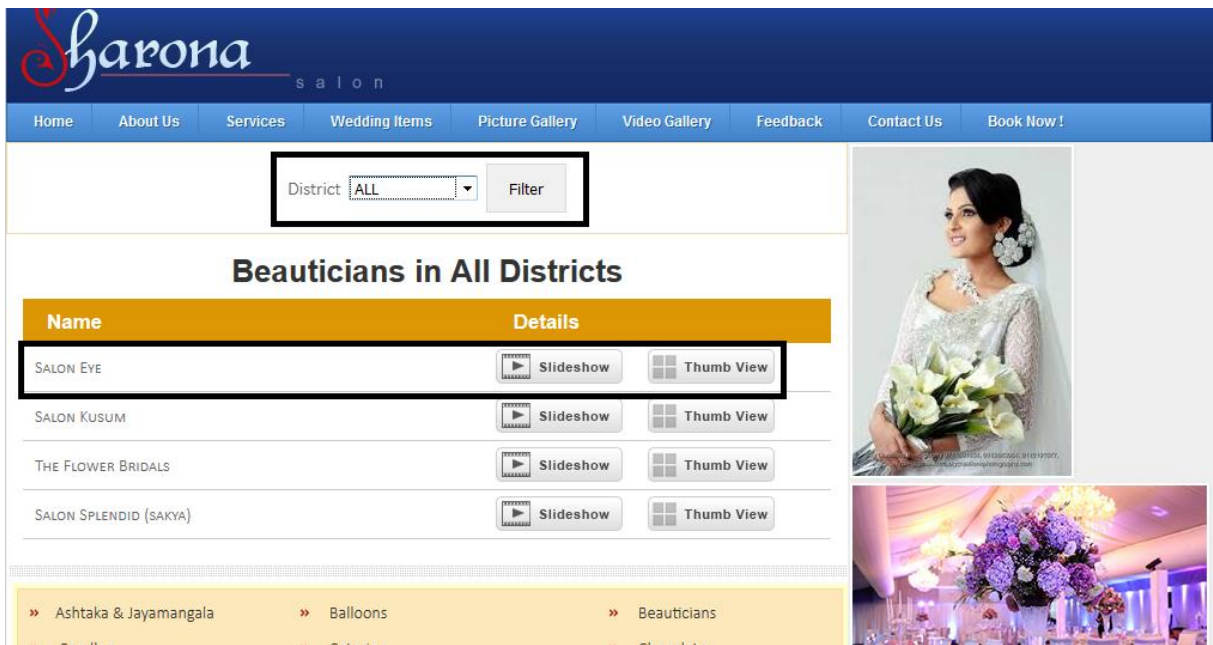 Sharona
salon
Home About Us Services Wedding Items Picture Gallery Video Gallery Feedback Contact Us Book Now !
District ALL Filter
Beauticians in All Districts
Name Details
SALON EYE Slideshow Thumb View
SALON KUSUM Slideshow Thumb View
THE FLOWER BRIDALS Slideshow Thumb View
SALON SPLENDID (SAKYA) Slideshow Thumb View
» Ashtaka & Jayamangala » Balloons » Beauticians